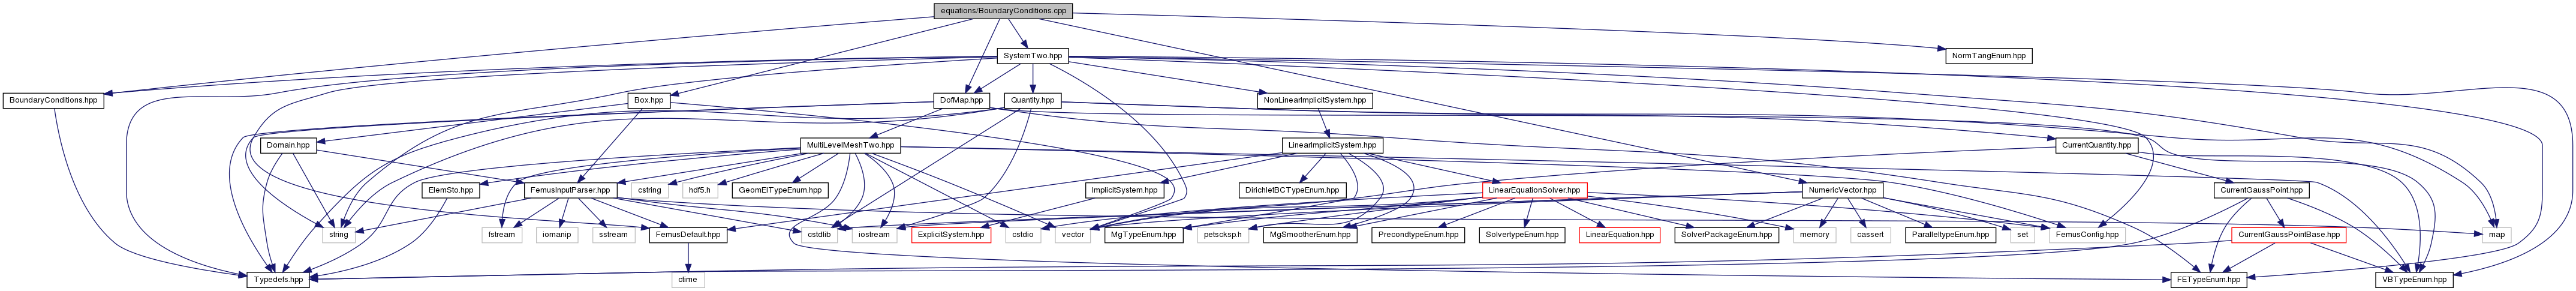 equations/BoundaryConditions.cpp
SystemTwo.hpp
NormTangEnum.hpp
BoundaryConditions.hpp
Box.hpp
DofMap.hpp
Quantity.hpp
NonLinearImplicitSystem.hpp
Domain.hpp
MultiLevelMeshTwo.hpp
LinearImplicitSystem.hpp
CurrentQuantity.hpp
ElemSto.hpp
FemusInputParser.hpp
cstring
hdf5.h
GeomElTypeEnum.hpp
ImplicitSystem.hpp
DirichletBCTypeEnum.hpp
LinearEquationSolver.hpp
NumericVector.hpp
CurrentGaussPoint.hpp
string
fstream
iomanip
sstream
FemusDefault.hpp
cstdlib
iostream
ExplicitSystem.hpp
cstdio
vector
MgTypeEnum.hpp
petscksp.h
MgSmootherEnum.hpp
PrecondtypeEnum.hpp
SolvertypeEnum.hpp
LinearEquation.hpp
SolverPackageEnum.hpp
memory
cassert
ParalleltypeEnum.hpp
set
FemusConfig.hpp
CurrentGaussPointBase.hpp
map
Typedefs.hpp
ctime
FETypeEnum.hpp
VBTypeEnum.hpp